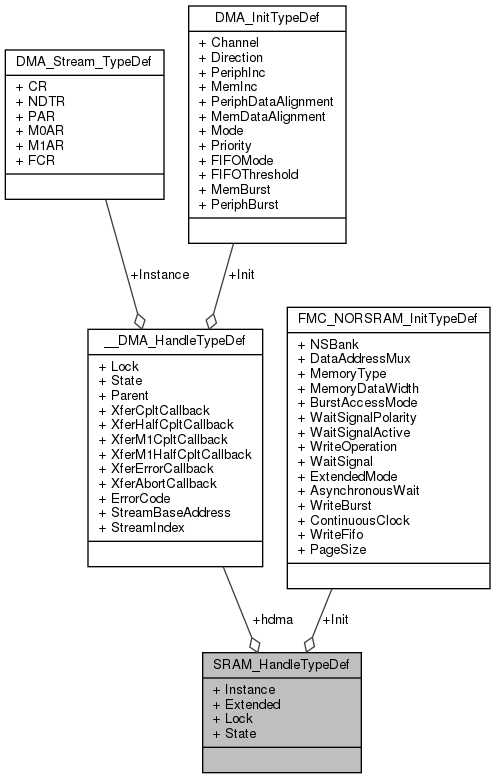 DMA_InitTypeDef
+ Channel
+ Direction
+ PeriphInc
+ MemInc
+ PeriphDataAlignment
+ MemDataAlignment
+ Mode
+ Priority
+ FIFOMode
+ FIFOThreshold
+ MemBurst
+ PeriphBurst
DMA_Stream_TypeDef
+ CR
+ NDTR
+ PAR
+ M0AR
+ M1AR
+ FCR
+Instance
+Init
__DMA_HandleTypeDef
+ Lock
+ State
+ Parent
+ XferCpltCallback
+ XferHalfCpltCallback
+ XferM1CpltCallback
+ XferM1HalfCpltCallback
+ XferErrorCallback
+ XferAbortCallback
+ ErrorCode
+ StreamBaseAddress
+ StreamIndex
FMC_NORSRAM_InitTypeDef
+ NSBank
+ DataAddressMux
+ MemoryType
+ MemoryDataWidth
+ BurstAccessMode
+ WaitSignalPolarity
+ WaitSignalActive
+ WriteOperation
+ WaitSignal
+ ExtendedMode
+ AsynchronousWait
+ WriteBurst
+ ContinuousClock
+ WriteFifo
+ PageSize
+hdma
+Init
SRAM_HandleTypeDef
+ Instance
+ Extended
+ Lock
+ State